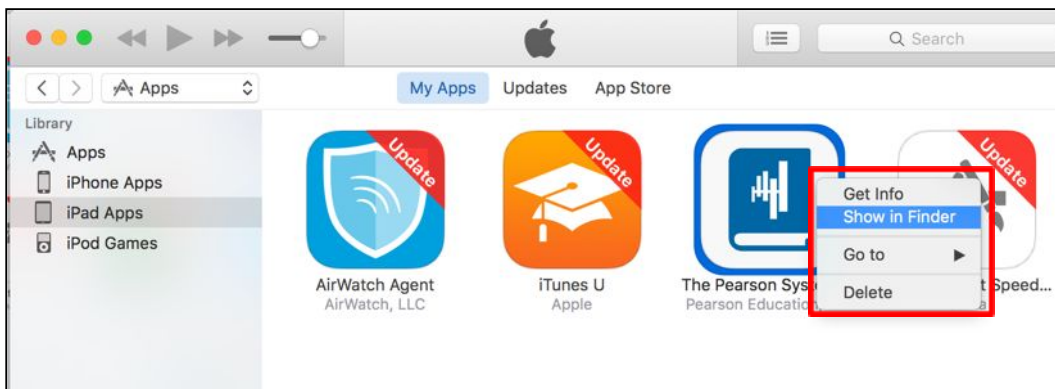 Search
Apps
My Apps Updates App Store
Library
Apps
iPhone Apps
iPad Apps
iPod Games
Update Update Update
AirWatch Agent
AirWatch, LLC
iTunes U
Apple
The Pearson Syst
Pearson Education
Get Info
Show in Finder
Go to
Delete
t Speed...